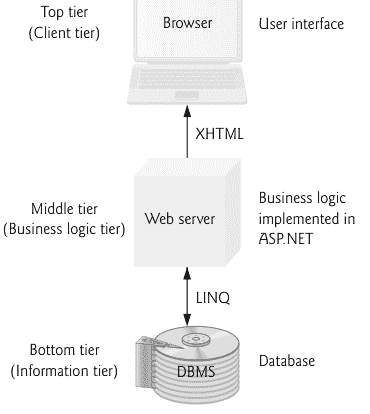 Top tier
(Client tier)
Browser
User interface
XHTML
Middle tier
(Business logic tier)
Web server
Business logic
implemented in
ASP.NET
LINQ
Bottom tier
(Information tier)
DBMS
Database